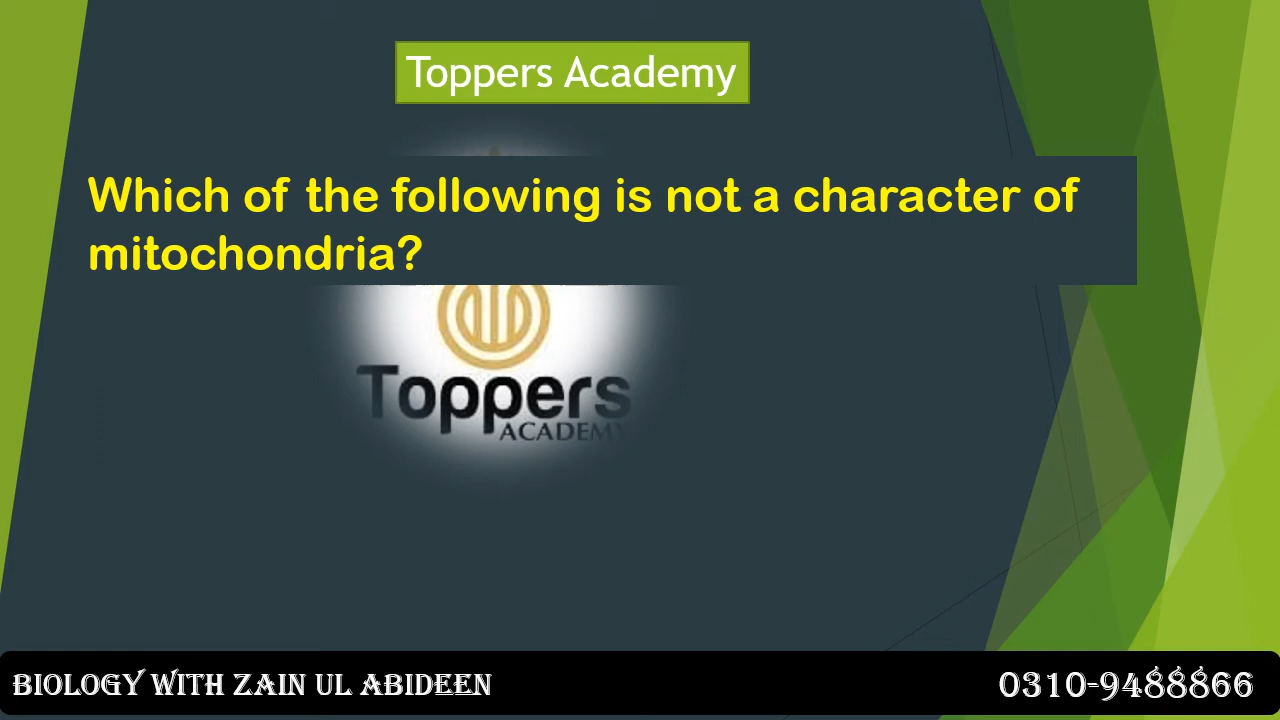 Toppers Academy
Which of the following is not a character of
mitochondria?
Toppers
ACADEMY
BIOLOGY WITH ZAIN UL ABIDEEN
0310-9488866